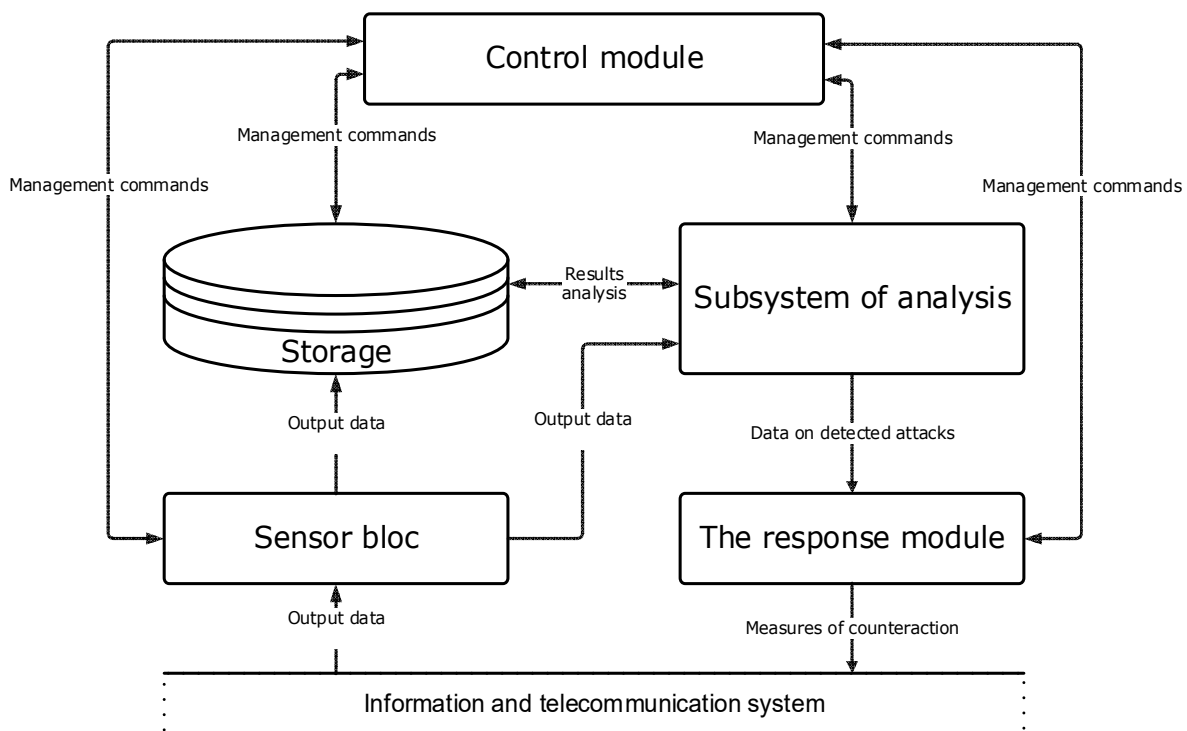 Control module
Management commands
Management commands
Management commands
Management commands
Results
analysis
Subsystem of analysis
Storage
Output data
Output data
Data on detected attacks
Sensor bloc
The response module
Output data
Measures of counteraction
Information and telecommunication system